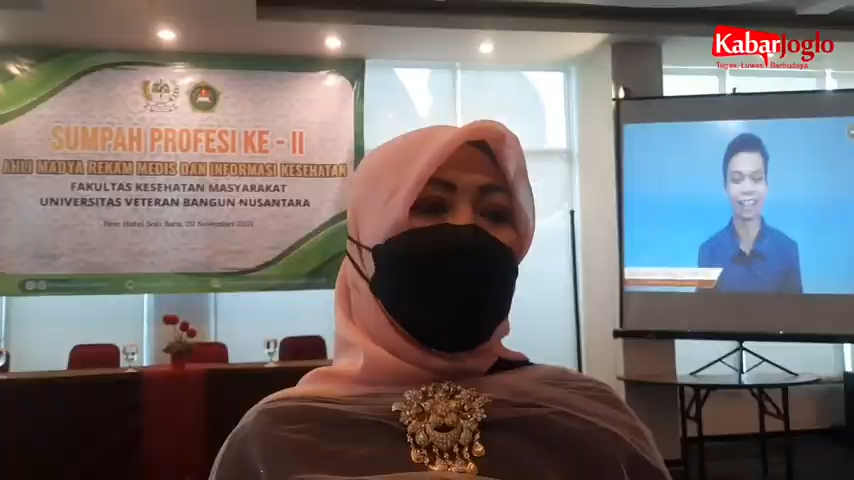 KabarJoglo
Tegas, Luwes Berbudaya
SUMPAH PROFESI KE - II
AHLI MADYA REKAM MEDIS DAN INFORMASI KESEHATAN
FAKULTAS KESEHATAN MASYARAKAT
UNIVERSITAS VETERAN BANGUN NUSANTARA